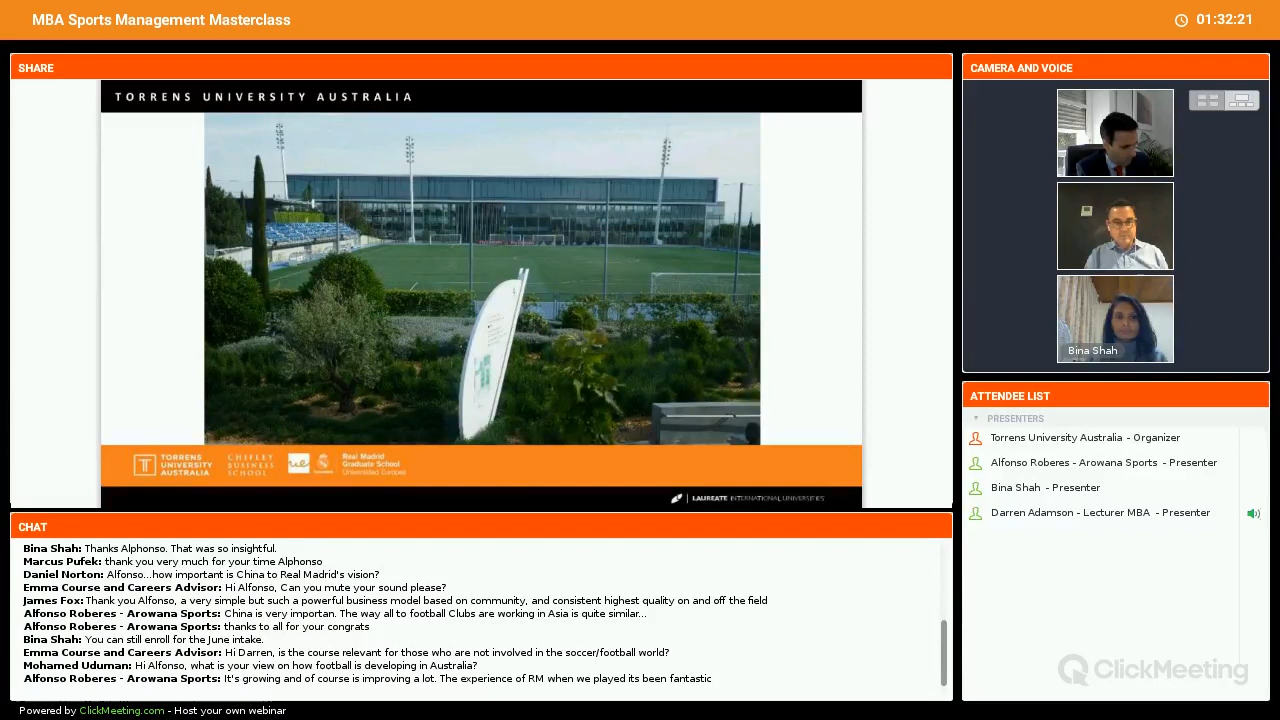 MBA Sports Management Masterclass
01:32:21
SHARE
TORRENS UNIVERSITY AUSTRALIA
TORRENS UNIVERSITY AUSTRALIA
CHIFLEY BUSINESS SCHOOL
ue
Real Madrid
Graduate School
Universidad Europea
LAUREATE INTERNATIONAL UNIVERSITIES
CAMERA AND VOICE
Bina Shah
ATTENDEE LIST
PRESENTERS
Torrens University Australia - Organizer
Alfonso Roberes - Arowana Sports - Presenter
Bina Shah - Presenter
Darren Adamson - Lecturer MBA - Presenter
ClickMeeting
CHAT
Bina Shah: Thanks Alphonso. That was so insightful.
Marcus Pufek: thank you very much for your time Alphonso
Daniel Norton: Alfonso...how important is China to Real Madrid's vision?
Emma Course and Careers Advisor: Hi Alfonso, Can you mute your sound please?
James Fox: Thank you Alfonso, a very simple but such a powerful business model based on community, and consistent highest quality on and off the field
Alfonso Roberes - Arowana Sports: China is very importan. The way all to football Clubs are working in Asia is quite similar...
Alfonso Roberes - Arowana Sports: thanks to all for your congrats
Bina Shah: You can still enroll for the June intake.
Emma Course and Careers Advisor: Hi Darren, is the course relevant for those who are not involved in the soccer/football world?
Mohamed Uduman: Hi Alfonso, what is your view on how football is developing in Australia?
Alfonso Roberes - Arowana Sports: It's growing and of course is improving a lot. The experience of RM when we played its been fantastic
Powered by ClickMeeting.com - Host your own webinar